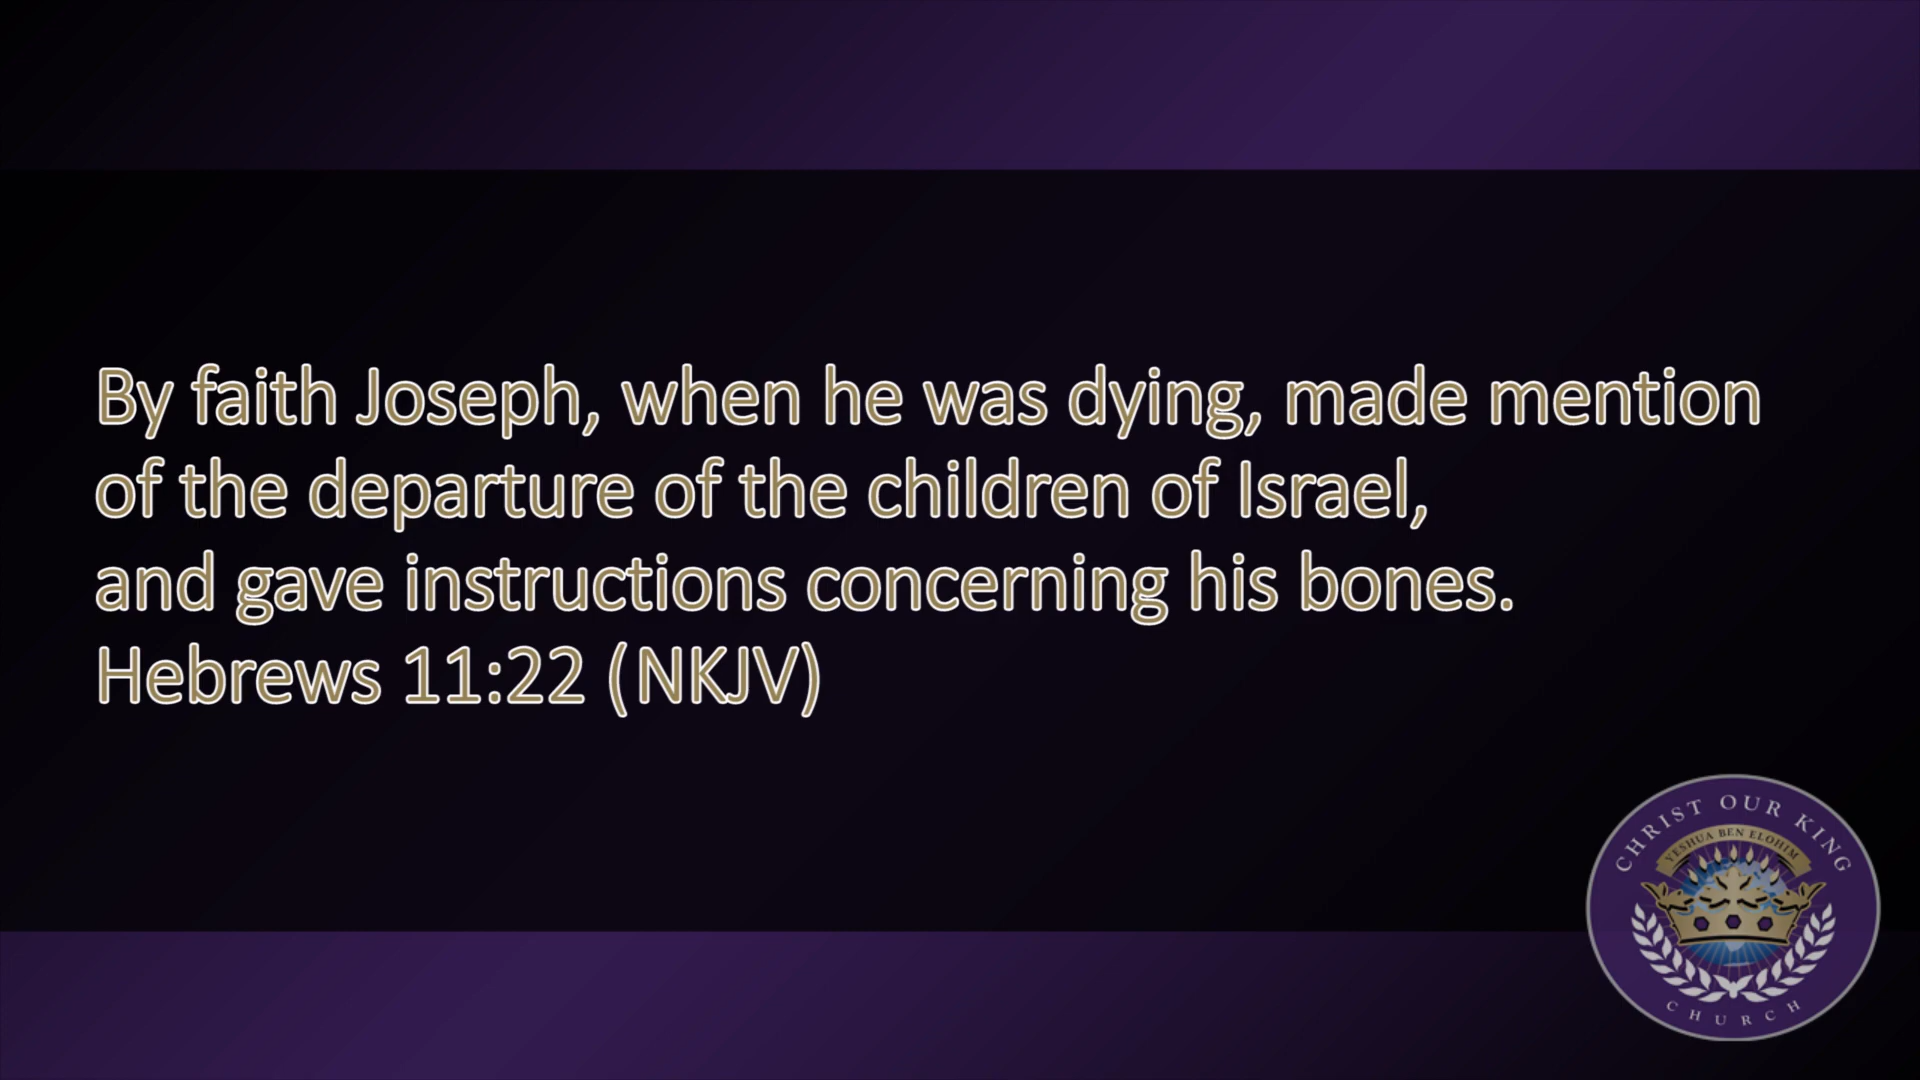 By faith Joseph, when he was dying, made mention
of the departure of the children of Israel,
and gave instructions concerning his bones.
Hebrews 11:22 (NKJV)
CHRIST OUR KING
YESHUA BEN ELOHIM
CHURCH